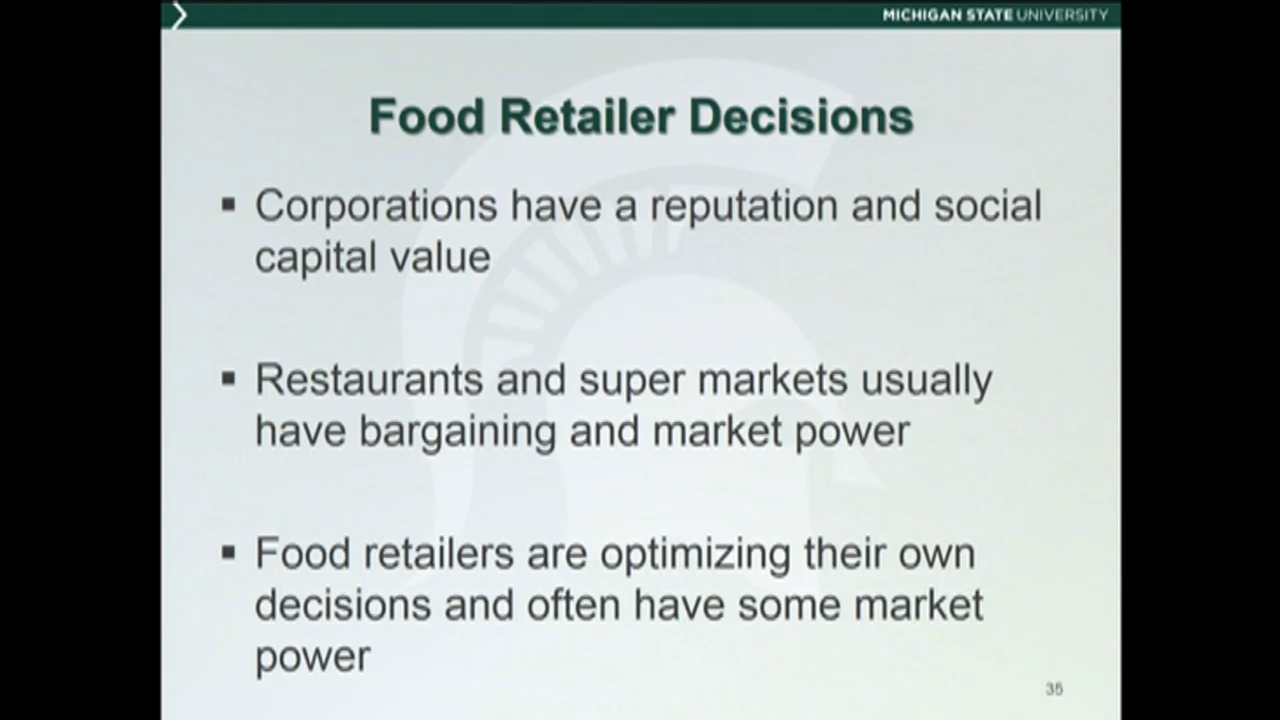 MICHIGAN STATE UNIVERSITY
Food Retailer Decisions
▪ Corporations have a reputation and social
capital value
▪ Restaurants and super markets usually
have bargaining and market power
▪ Food retailers are optimizing their own
decisions and often have some market
power
35